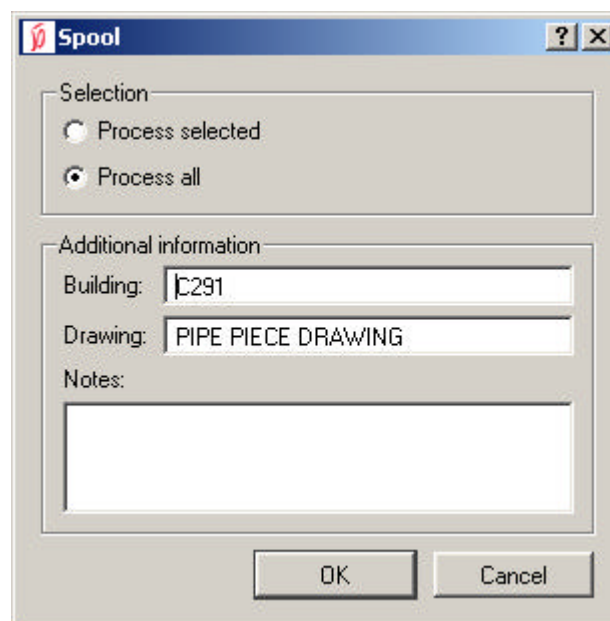 Spool
Selection
Process selected
Process all
Additional information
Building: C291
Drawing: PIPE PIECE DRAWING
Notes:
OK Cancel